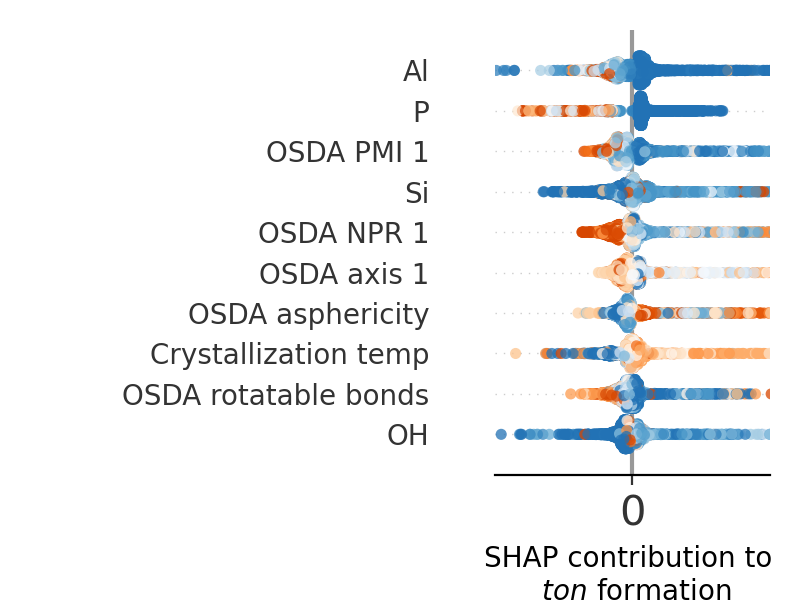 Al
P
OSDA PMI 1
Si
OSDA NPR 1
OSDA axis 1
OSDA asphericity
Crystallization temp
OSDA rotatable bonds
OH
0
SHAP contribution to
ton formation